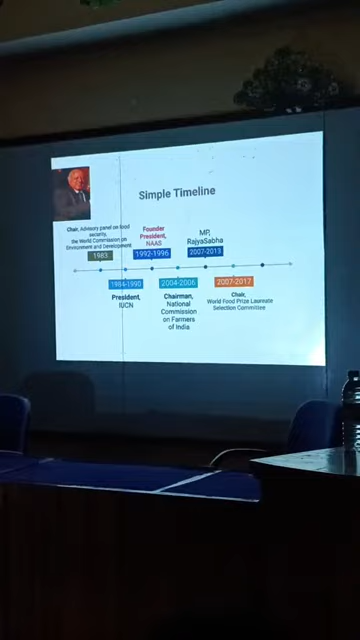 Simple Timeline
Chair, Advisory panel on food
security,
the World Commission on
Environment and Development
1983
Founder
President,
NAAS
1992-1996
MP,
RajyaSabha
2007-2013
1984-1990
President,
IUCN
2004-2006
Chairman,
National
Commission
on Farmers
of India
2007-2017
Chair,
World Food Prize Laureate
Selection Committee